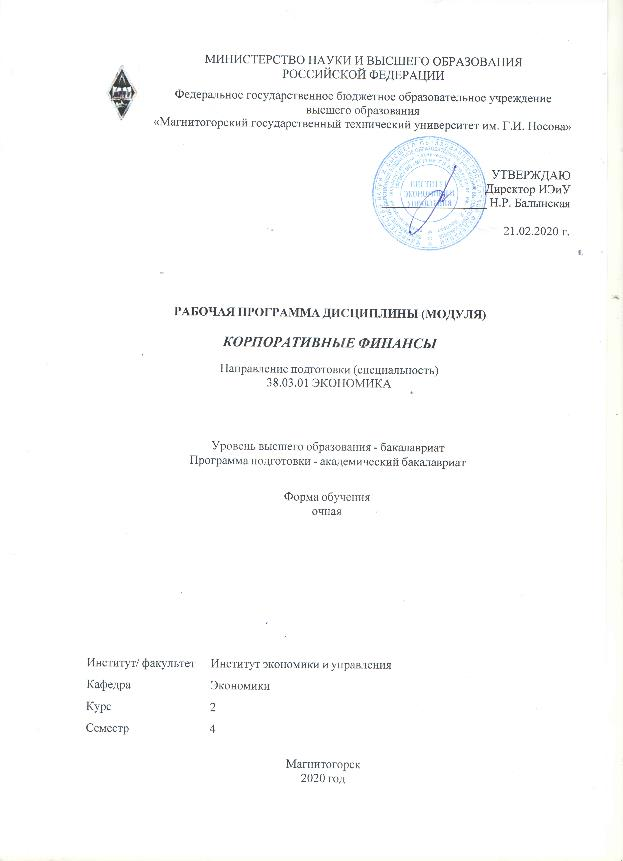 МИНИСТЕРСТВО НАУКИ И ВЫСШЕГО ОБРАЗОВАНИЯ
РОССИЙСКОЙ ФЕДЕРАЦИИ
Федеральное государственное бюджетное образовательное учреждение
высшего образования
«Магнитогорский государственный технический университет им. Г.И. Носова»
УТВЕРЖДАЮ
Директор ИЭиУ
Н.Р. Балынская
21.02.2020 г.
ИНСТИТУТ
ЭКОНОМИКИ И
УПРАВЛЕНИЯ
РАБОЧАЯ ПРОГРАММА ДИСЦИПЛИНЫ (МОДУЛЯ)
КОРПОРАТИВНЫЕ ФИНАНСЫ
Направление подготовки (специальность)
38.03.01 ЭКОНОМИКА
Уровень высшего образования - бакалавриат
Программа подготовки - академический бакалавриат
Форма обучения
очная
Институт/ факультет Институт экономики и управления
Кафедра Экономики
Курс 2
Семестр 4
Магнитогорск
2020 год